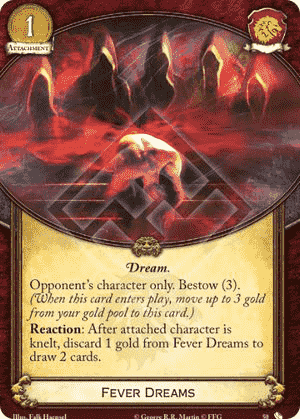 1
ATTACHMENT
Dream.
Opponent's character only. Bestow (3).
(When this card enters play, move up to 3 gold
from your gold pool to this card.)
Reaction: After attached character is
knelt, discard 1 gold from Fever Dreams to
draw 2 cards.
FEVER DREAMS
Illus. Falk Hansel © George R.R. Martin © FFG